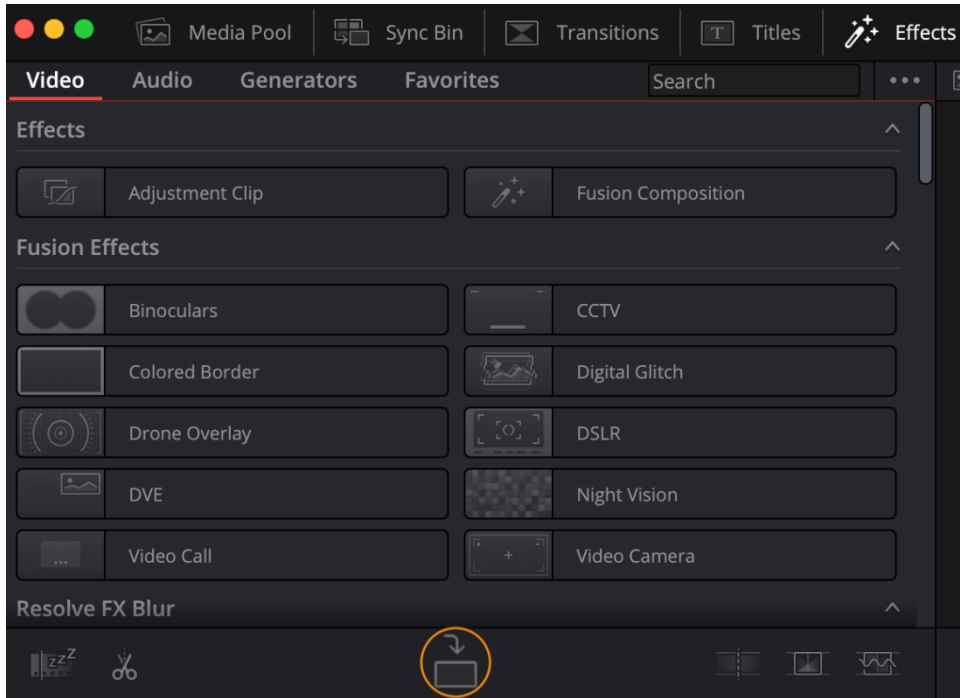 Media Pool Sync Bin Transitions T Titles Effects
Video Audio Generators Favorites Search
Effects
Adjustment Clip Fusion Composition
Fusion Effects
Binoculars CCTV
Colored Border Digital Glitch
Drone Overlay DSLR
DVE Night Vision
Video Call Video Camera
Resolve FX Blur
zzZ